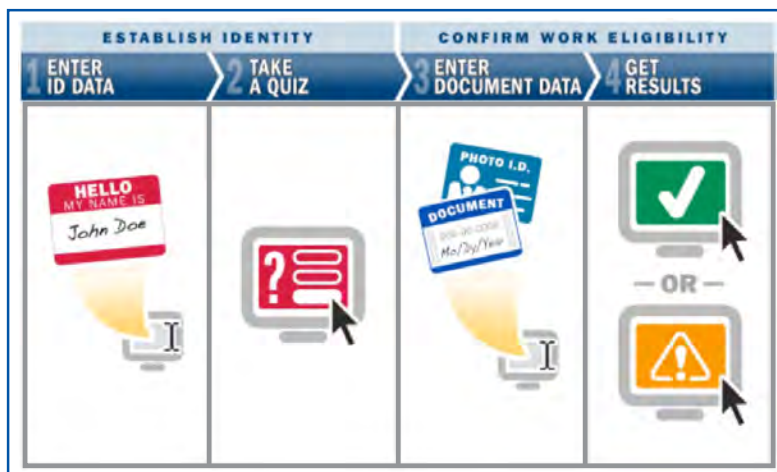 ESTABLISH IDENTITY
CONFIRM WORK ELIGIBILITY
1 ENTER
ID DATA
2 TAKE
A QUIZ
3 ENTER
DOCUMENT DATA
4 GET
RESULTS
HELLO
MY NAME IS
John Doe
?
PHOTO I.D.
DOCUMENT
Mo/Dy/Year
— OR —